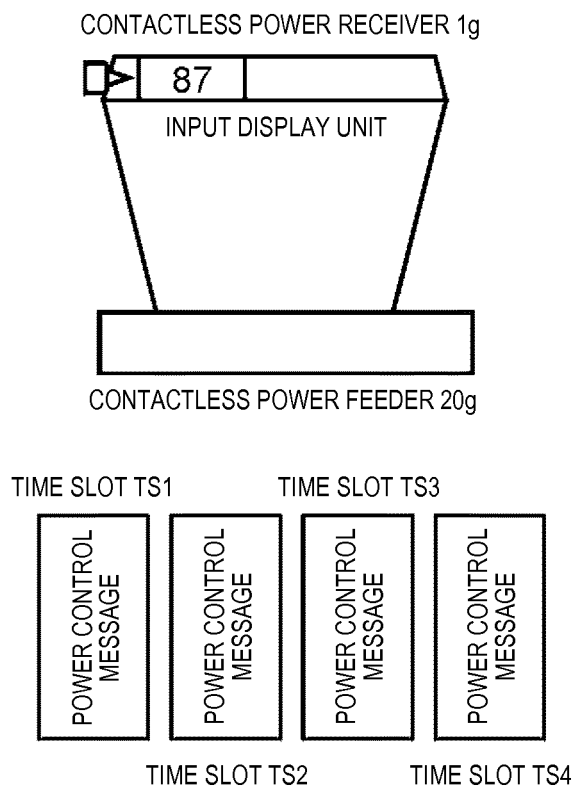 CONTACTLESS POWER RECEIVER 1g
87
INPUT DISPLAY UNIT
CONTACTLESS POWER FEEDER 20g
TIME SLOT TS1
TIME SLOT TS3
POWER CONTROL
MESSAGE
POWER CONTROL
MESSAGE
POWER CONTROL
MESSAGE
POWER CONTROL
MESSAGE
TIME SLOT TS2
TIME SLOT TS4